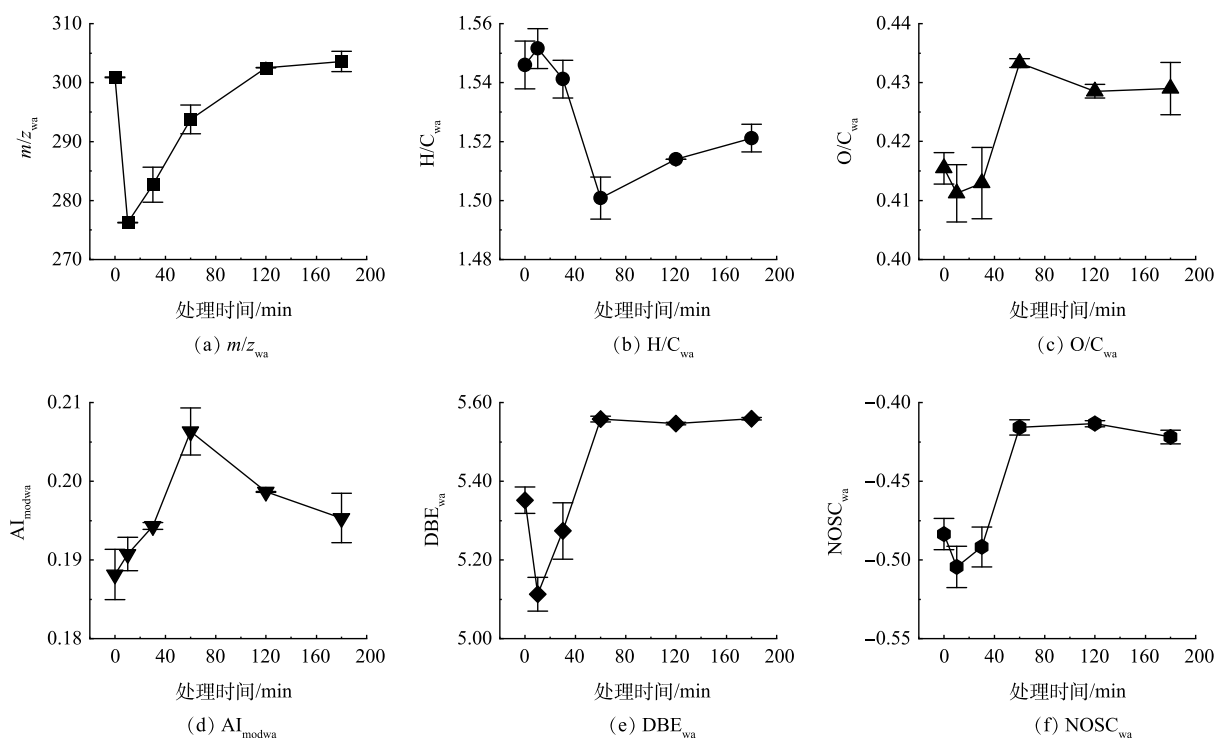 310
300
290
280
270
m/z_wa
0 40 80 120 160 200
处理时间/min
(a) m/z_wa
1.56
1.54
1.52
1.50
1.48
H/C_wa
0 40 80 120 160 200
处理时间/min
(b) H/C_wa
0.44
0.43
0.42
0.41
0.40
O/C_wa
0 40 80 120 160 200
处理时间/min
(c) O/C_wa
0.21
0.20
0.19
0.18
AI_modwa
0 40 80 120 160 200
处理时间/min
(d) AI_modwa
5.60
5.40
5.20
5.00
DBE_wa
0 40 80 120 160 200
处理时间/min
(e) DBE_wa
−0.40
−0.45
−0.50
−0.55
NOSC_wa
0 40 80 120 160 200
处理时间/min
(f) NOSC_wa